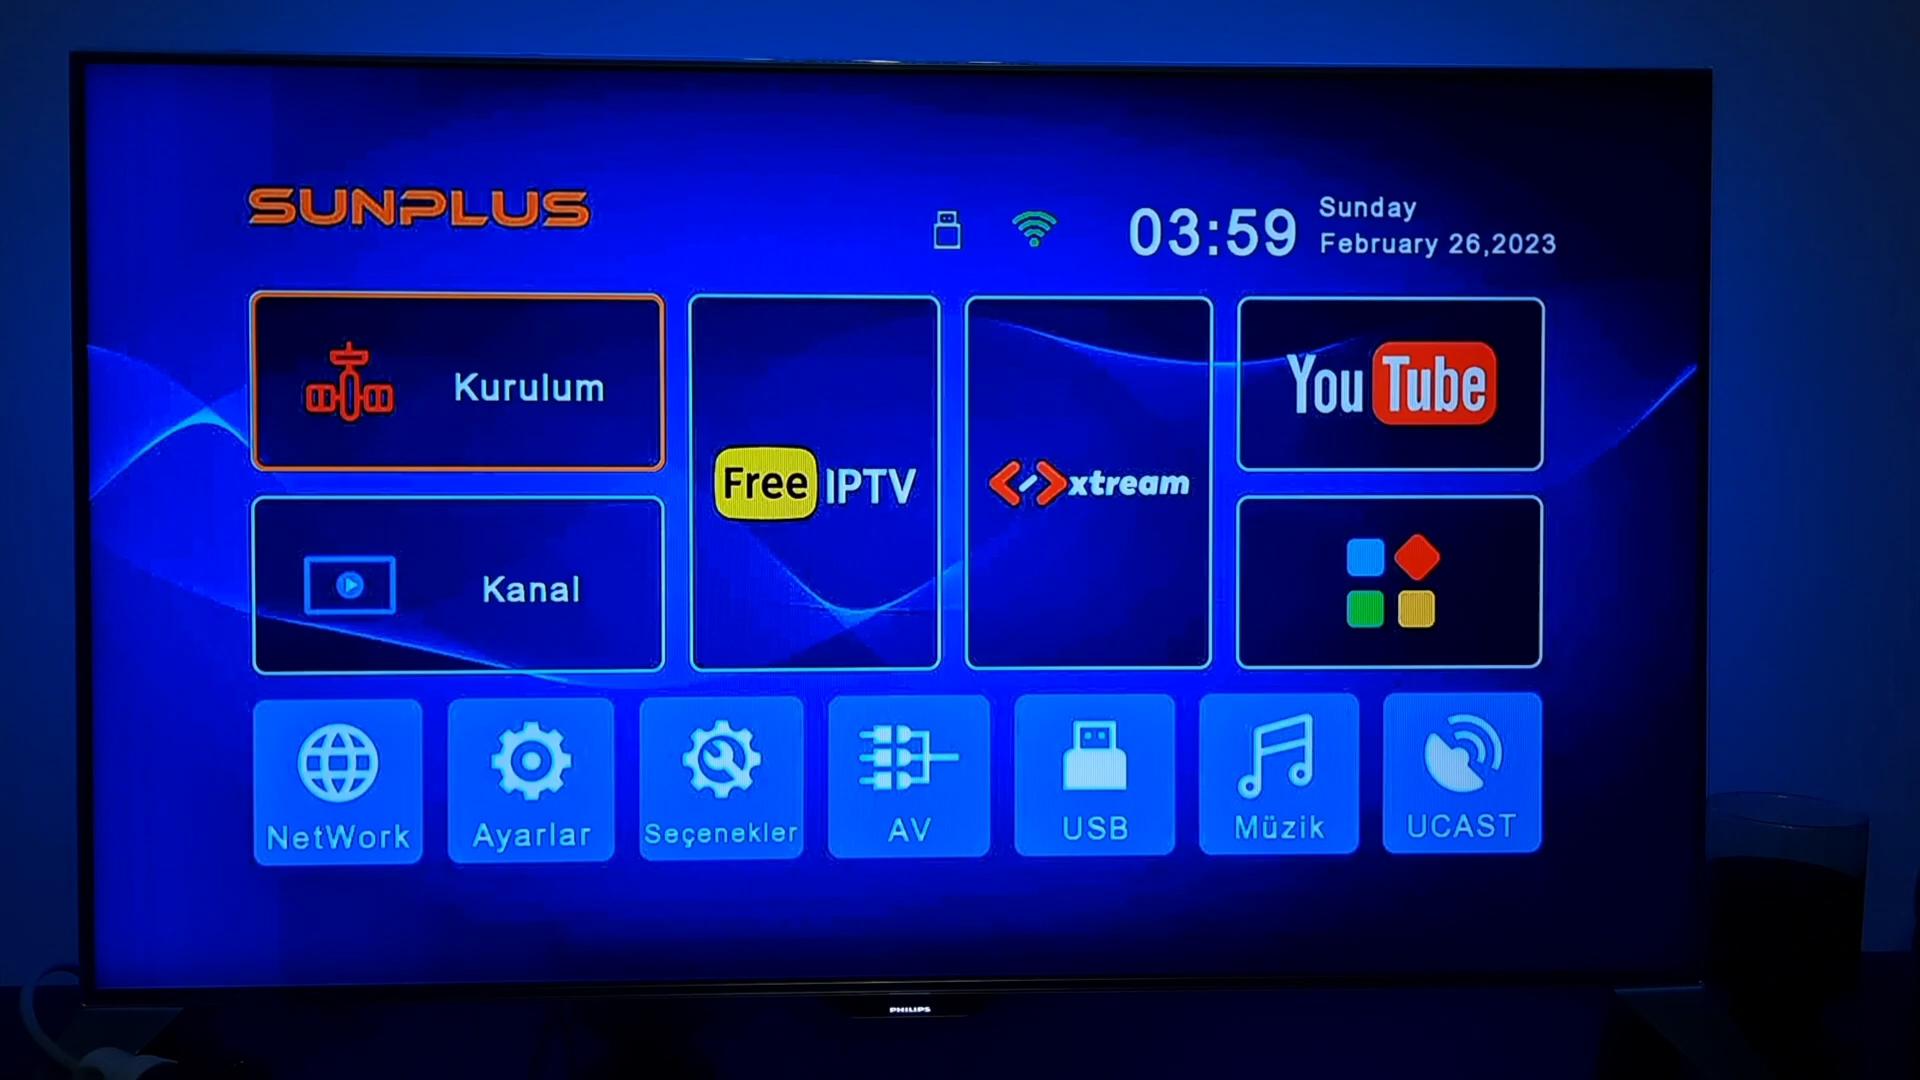 SUNPLUS
03:59
Sunday
February 26,2023
Kurulum
Free IPTV
xtream
YouTube
Kanal
NetWork
Ayarlar
Seçenekler
AV
USB
Müzik
UCAST
PHILIPS